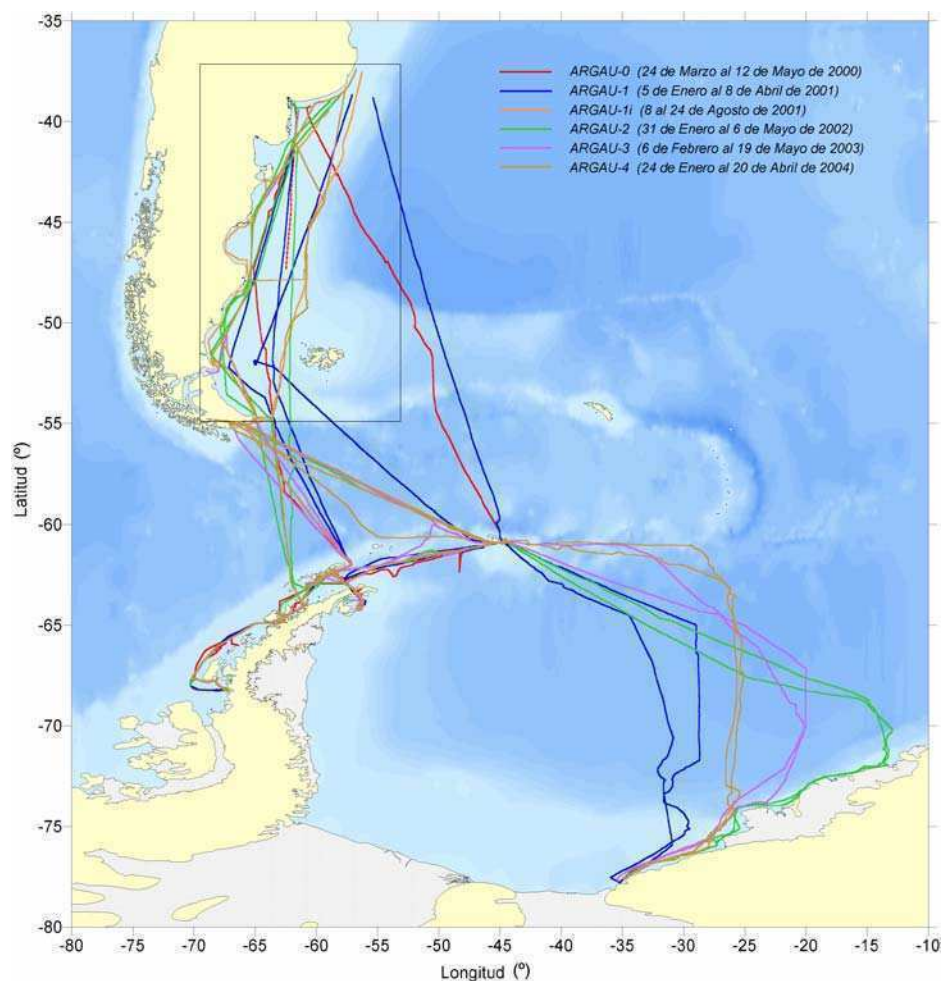 -35
ARGAU-0 (24 de Marzo al 12 de Mayo de 2000)
ARGAU-1 (5 de Enero al 8 de Abril de 2001)
ARGAU-1i (8 al 24 de Agosto de 2001)
ARGAU-2 (31 de Enero al 6 de Mayo de 2002)
ARGAU-3 (6 de Febrero al 19 de Mayo de 2003)
ARGAU-4 (24 de Enero al 20 de Abril de 2004)
-40
-45
-50
-55
Latitud (º)
-60
-65
-70
-75
-80
-80 -75 -70 -65 -60 -55 -50 -45 -40 -35 -30 -25 -20 -15 -10
Longitud (º)